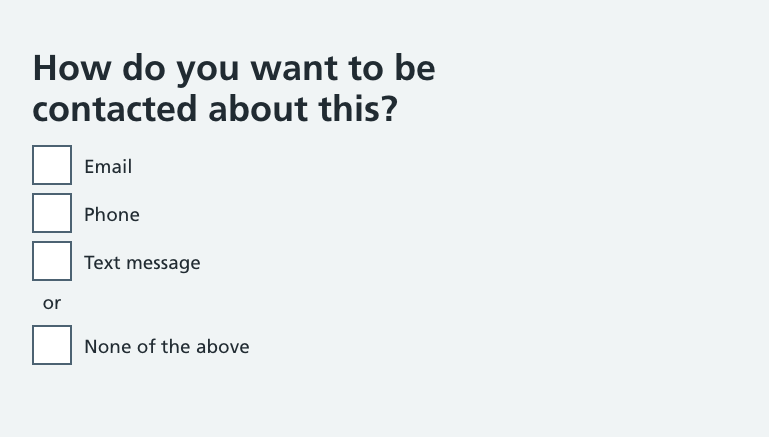 How do you want to be
contacted about this?
Email
Phone
Text message
or
None of the above